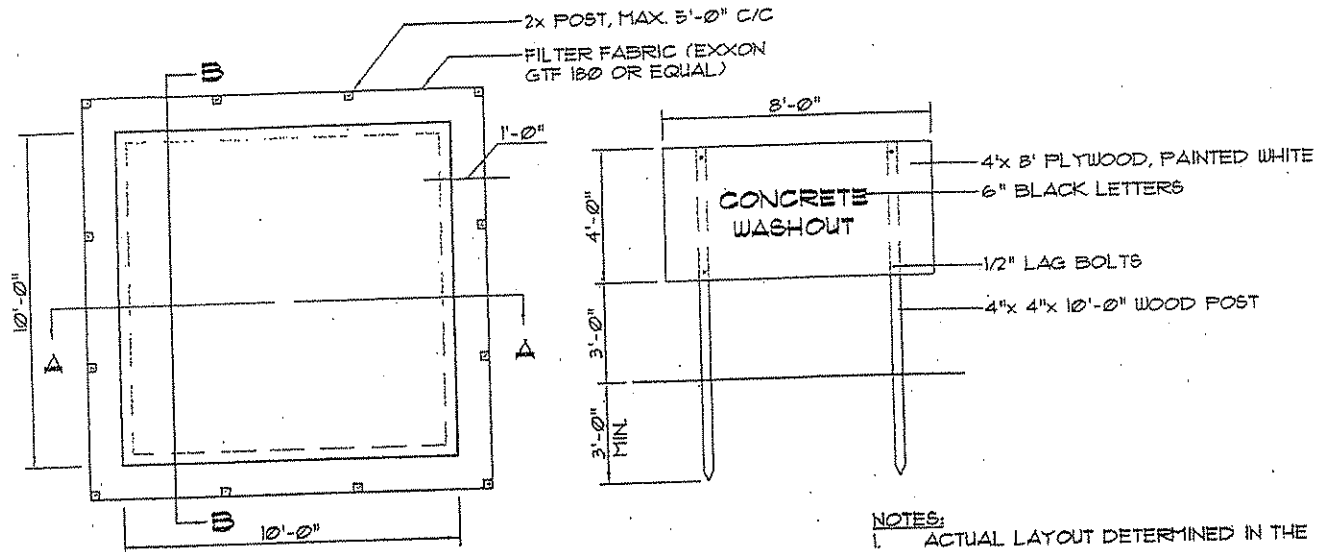 2x POST, MAX. 5'-0" C/C
FILTER FABRIC (EXXON
GTF 180 OR EQUAL)
B
1'-0"
10'-0"
A
A
B
10'-0"
8'-0"
4'x 8' PLYWOOD, PAINTED WHITE
6" BLACK LETTERS
CONCRETE
WASHOUT
4'-0"
1/2" LAG BOLTS
4"x 4"x 10'-0" WOOD POST
3'-0"
3'-0"
MIN.
NOTES:
1. ACTUAL LAYOUT DETERMINED IN THE